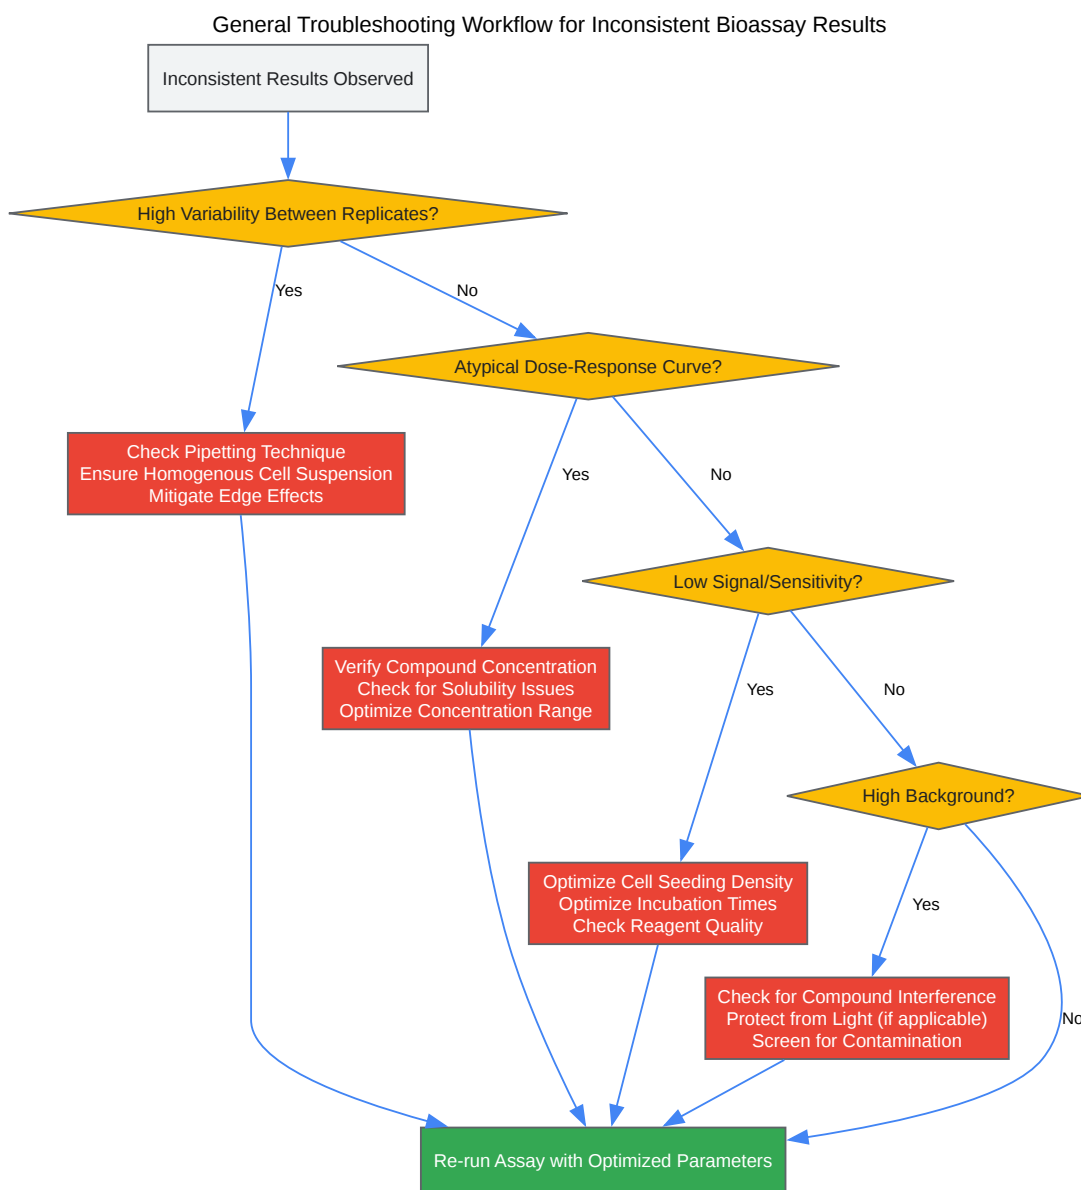 General Troubleshooting Workflow for Inconsistent Bioassay Results
Inconsistent Results Observed
High Variability Between Replicates?
Yes
No
Atypical Dose-Response Curve?
Check Pipetting Technique
Ensure Homogenous Cell Suspension
Mitigate Edge Effects
Yes
No
Low Signal/Sensitivity?
Verify Compound Concentration
Check for Solubility Issues
Optimize Concentration Range
Yes
No
High Background?
Optimize Cell Seeding Density
Optimize Incubation Times
Check Reagent Quality
Yes
No
Check for Compound Interference
Protect from Light (if applicable)
Screen for Contamination
Re-run Assay with Optimized Parameters